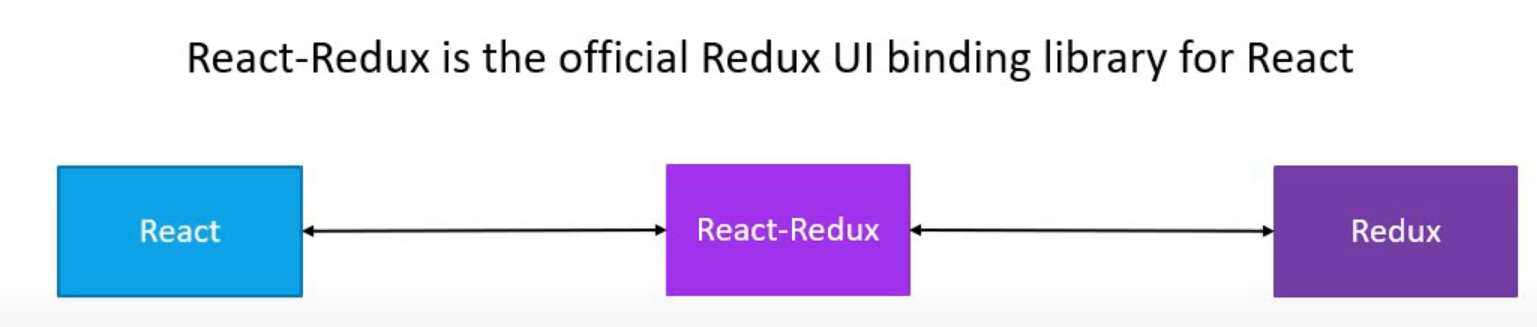 React-Redux is the official Redux UI binding library for React
React
React-Redux
Redux